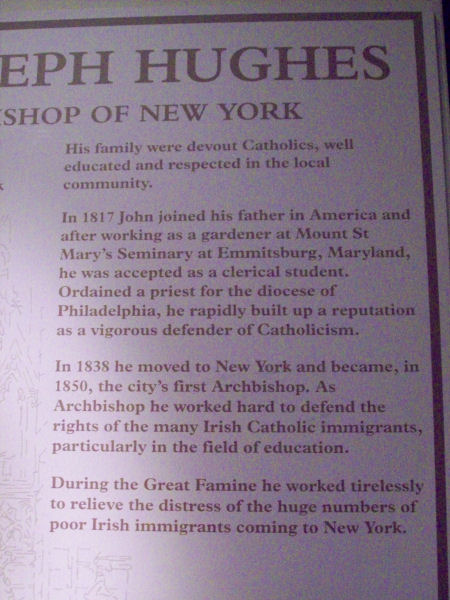 EPH HUGHES
SHOP OF NEW YORK
His family were devout Catholics, well
educated and respected in the local
community.
In 1817 John joined his father in America and
after working as a gardener at Mount St
Mary's Seminary at Emmitsburg, Maryland,
he was accepted as a clerical student.
Ordained a priest for the diocese of
Philadelphia, he rapidly built up a reputation
as a vigorous defender of Catholicism.
In 1838 he moved to New York and became, in
1850, the city's first Archbishop. As
Archbishop he worked hard to defend the
rights of the many Irish Catholic immigrants,
particularly in the field of education.
During the Great Famine he worked tirelessly
to relieve the distress of the huge numbers of
poor Irish immigrants coming to New York.